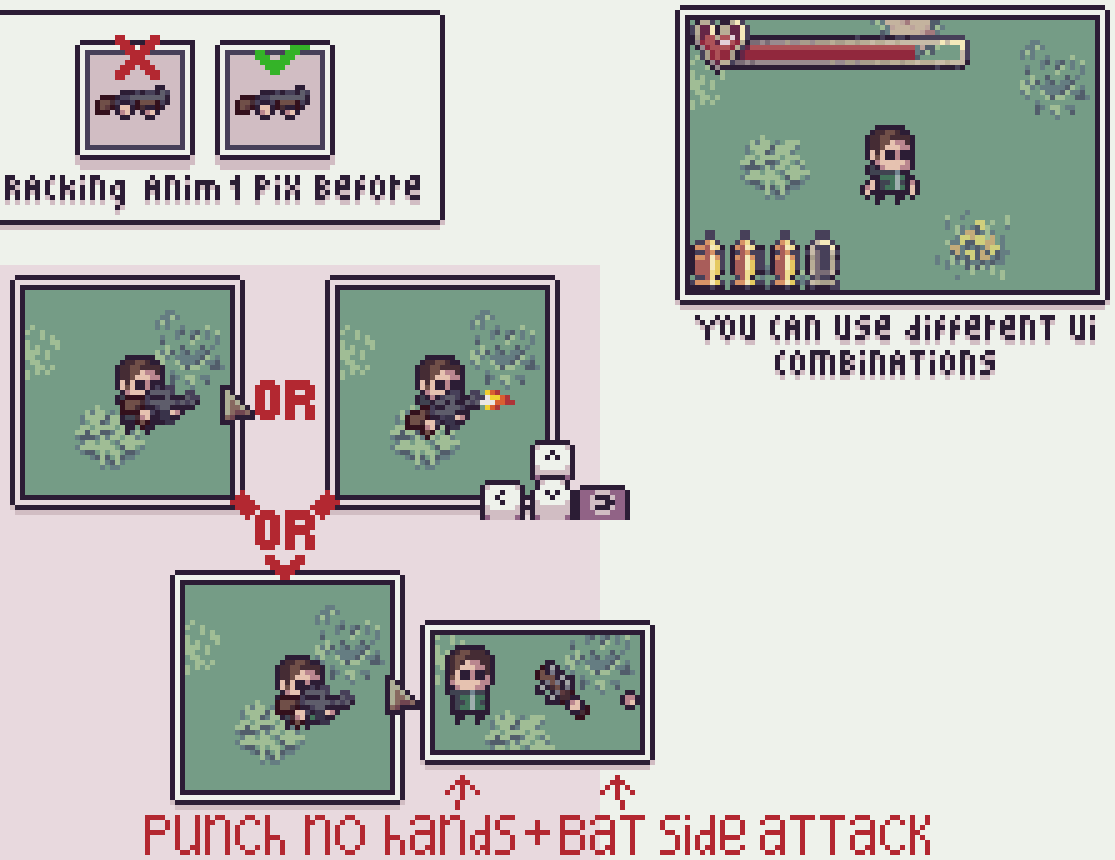 RACKiNg ANiM 1 PiX BEFORE
YOU CAN USE diFFERENT Ui
COMBiNATiONS
OR
OR
PUNCH NO HANdS + BAT SidE ATTACK